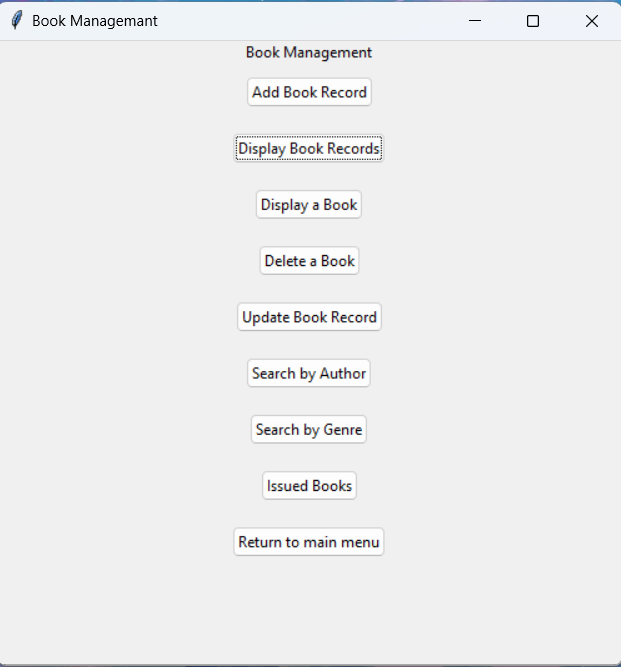 Book Managemant
Book Management
Add Book Record
Display Book Records
Display a Book
Delete a Book
Update Book Record
Search by Author
Search by Genre
Issued Books
Return to main menu